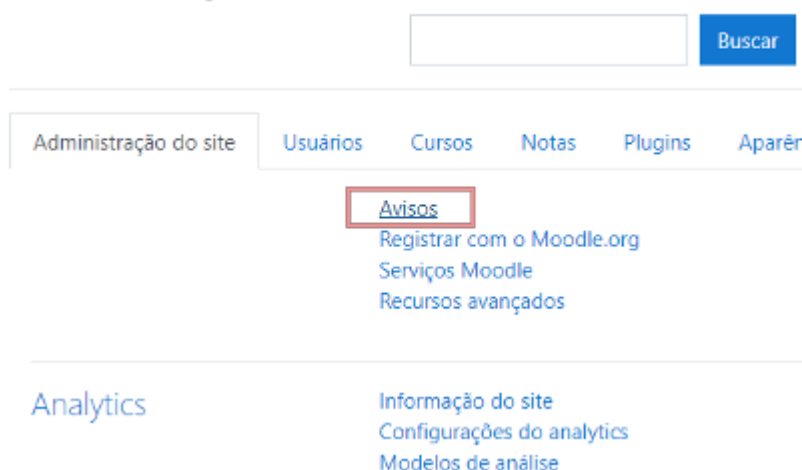 Buscar
Administração do site Usuários Cursos Notas Plugins
Avisos
Registrar com o Moodle.org
Serviços Moodle
Recursos avançados
Analytics
Informação do site
Configurações do analytics
Modelos de análise